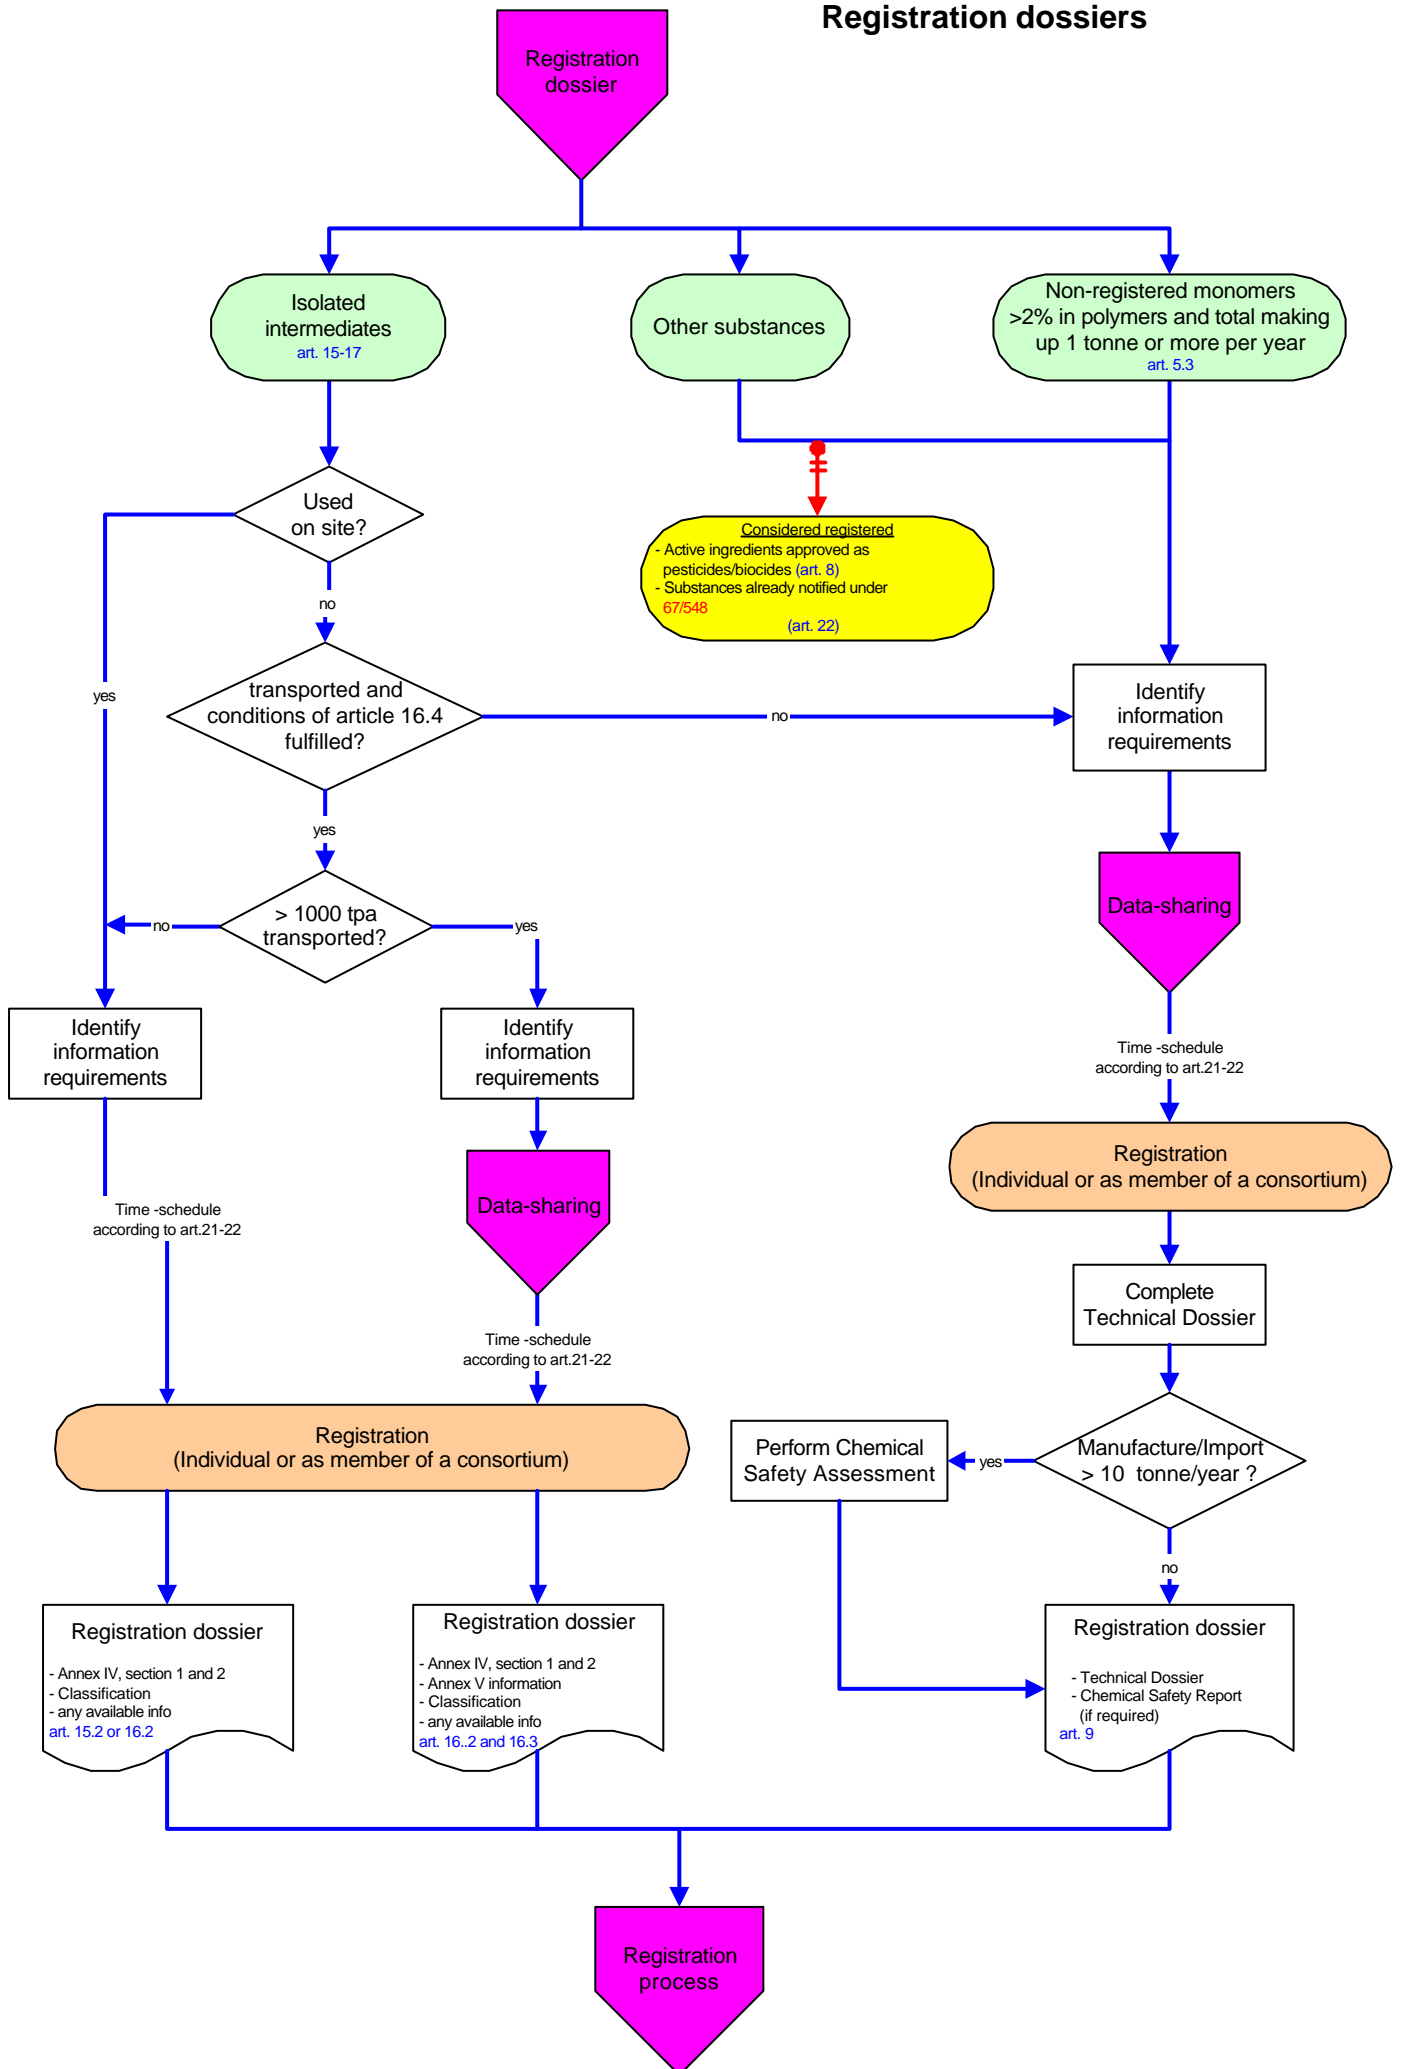 Registration dossiers
Registration
dossier
Isolated
intermediates
art. 15-17
Other substances
Non-registered monomers
>2% in polymers and total making
up 1 tonne or more per year
art. 5.3
Used
on site?
Considered registered
- Active ingredients approved as
pesticides/biocides (art. 8)
- Substances already notified under
67/548
(art. 22)
no
yes
transported and
conditions of article 16.4
fulfilled?
no
Identify
information
requirements
yes
> 1000 tpa
transported?
no
yes
Data-sharing
Identify
information
requirements
Identify
information
requirements
Time -schedule
according to art.21-22
Registration
(Individual or as member of a consortium)
Time -schedule
according to art.21-22
Data-sharing
Complete
Technical Dossier
Time -schedule
according to art.21-22
Registration
(Individual or as member of a consortium)
Perform Chemical
Safety Assessment
yes
Manufacture/Import
> 10 tonne/year ?
no
Registration dossier
- Annex IV, section 1 and 2
- Classification
- any available info
art. 15.2 or 16.2
Registration dossier
- Annex IV, section 1 and 2
- Annex V information
- Classification
- any available info
art. 16..2 and 16.3
Registration dossier
- Technical Dossier
- Chemical Safety Report
(if required)
art. 9
Registration
process